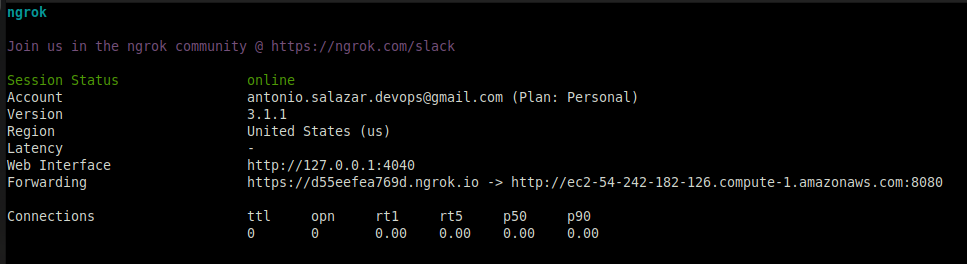 ngrok
Join us in the ngrok community @ https://ngrok.com/slack
Session Status online
Account antonio.salazar.devops@gmail.com (Plan: Personal)
Version 3.1.1
Region United States (us)
Latency -
Web Interface http://127.0.0.1:4040
Forwarding https://d55eefea769d.ngrok.io -> http://ec2-54-242-182-126.compute-1.amazonaws.com:8080
Connections ttl opn rt1 rt5 p50 p90
0 0 0.00 0.00 0.00 0.00